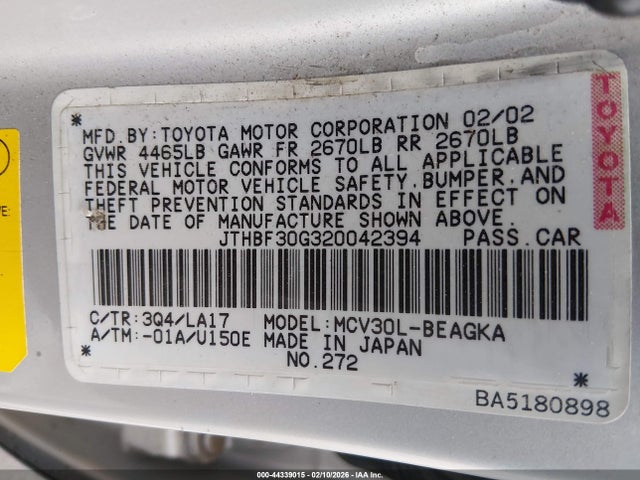 MFD.BY:TOYOTA MOTOR CORPORATION 02/02
GVWR 4465LB GAWR FR 2670LB RR 2670LB
THIS VEHICLE CONFORMS TO ALL APPLICABLE
FEDERAL MOTOR VEHICLE SAFETY,BUMPER,AND
THEFT PREVENTION STANDARDS IN EFFECT ON
THE DATE OF MANUFACTURE SHOWN ABOVE.
JTHBF30G320042394 PASS.CAR
C/TR:3Q4/LA17 MODEL:MCV30L-BEAGKA
A/TM:-01A/U150E MADE IN JAPAN
NO.272
BA5180898
TOYOTA
000-44339015 - 02/10/2026 - IAAI.COM